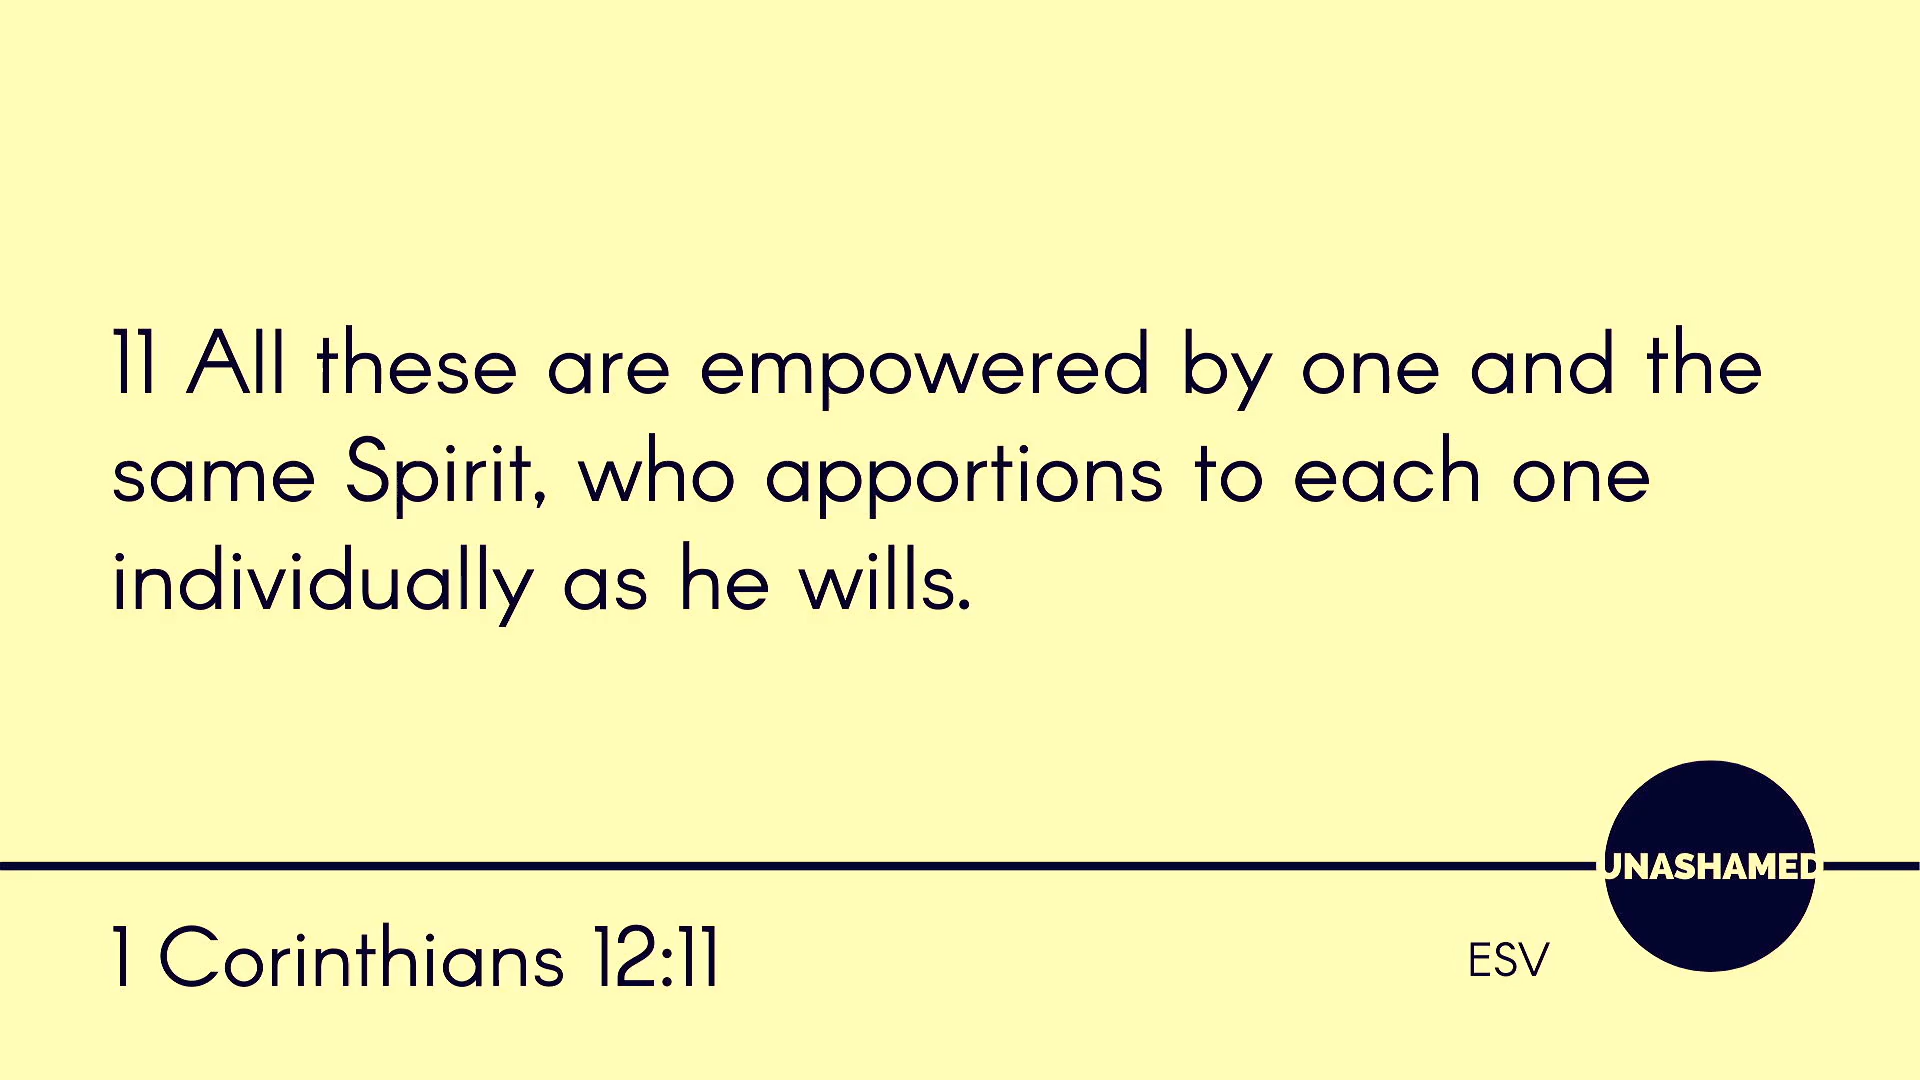 11 All these are empowered by one and the
same Spirit, who apportions to each one
individually as he wills.
UNASHAMED
1 Corinthians 12:11
ESV